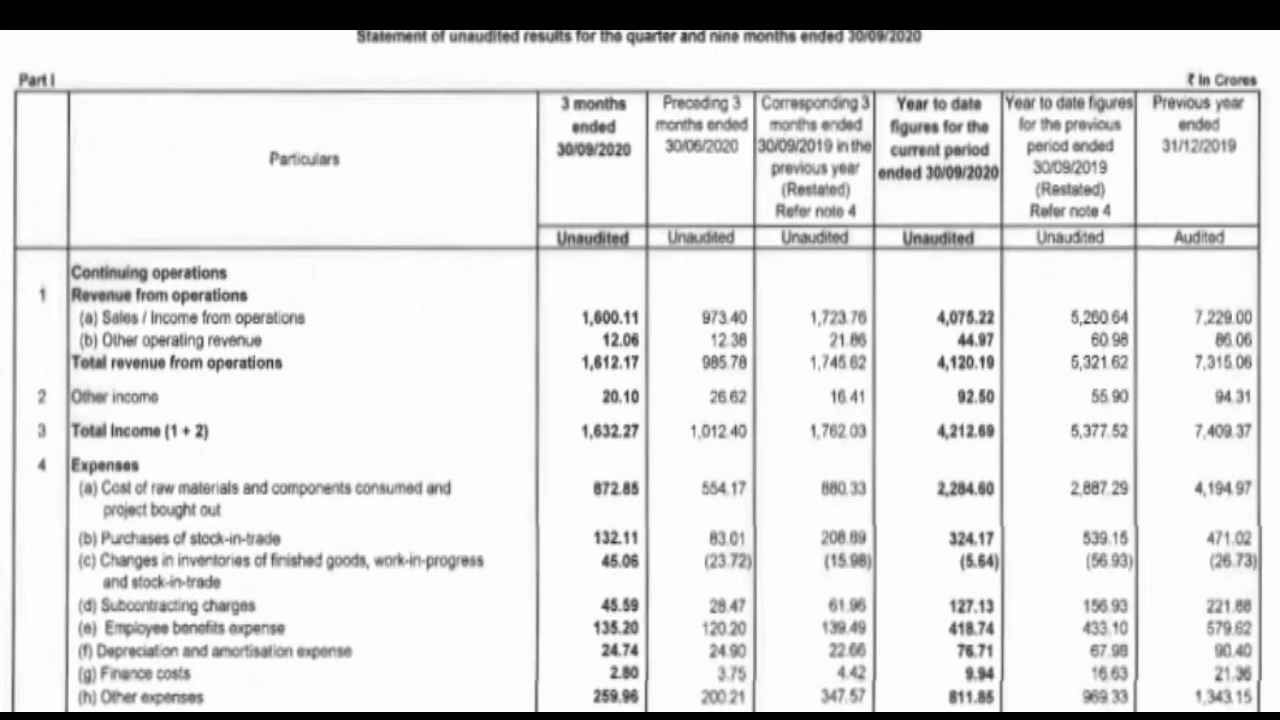 Statement of unaudited results for the quarter and nine months ended 30/09/2020
Part I ₹ In Crores
Particulars 3 months ended 30/09/2020 Preceding 3 months ended 30/06/2020 Corresponding 3 months ended 30/09/2019 in the previous year (Restated) Refer note 4 Year to date figures for the current period ended 30/09/2020 Year to date figures for the previous period ended 30/09/2019 (Restated) Refer note 4 Previous year ended 31/12/2019
Unaudited Unaudited Unaudited Unaudited Unaudited Audited
Continuing operations
1 Revenue from operations
(a) Sales / Income from operations 1,600.11 973.40 1,723.76 4,075.22 5,260.64 7,229.00
(b) Other operating revenue 12.06 12.38 21.86 44.97 60.98 86.06
Total revenue from operations 1,612.17 985.78 1,745.62 4,120.19 5,321.62 7,315.06
2 Other income 20.10 26.62 16.41 92.50 55.90 94.31
3 Total Income (1 + 2) 1,632.27 1,012.40 1,762.03 4,212.69 5,377.52 7,409.37
4 Expenses
(a) Cost of raw materials and components consumed and 872.85 554.17 880.33 2,284.60 2,887.29 4,194.97
project bought out
(b) Purchases of stock-in-trade 132.11 83.01 208.89 324.17 539.15 471.02
(c) Changes in inventories of finished goods, work-in-progress 45.06 (23.72) (15.98) (5.64) (56.93) (26.73)
and stock-in-trade
(d) Subcontracting charges 45.59 28.47 61.96 127.13 156.93 221.88
(e) Employee benefits expense 135.20 120.20 139.49 418.74 433.10 579.62
(f) Depreciation and amortisation expense 24.74 24.90 22.66 76.71 67.98 90.40
(g) Finance costs 2.80 3.75 4.42 9.94 16.63 21.36
(h) Other expenses 259.96 200.21 347.57 811.85 969.33 1,343.15